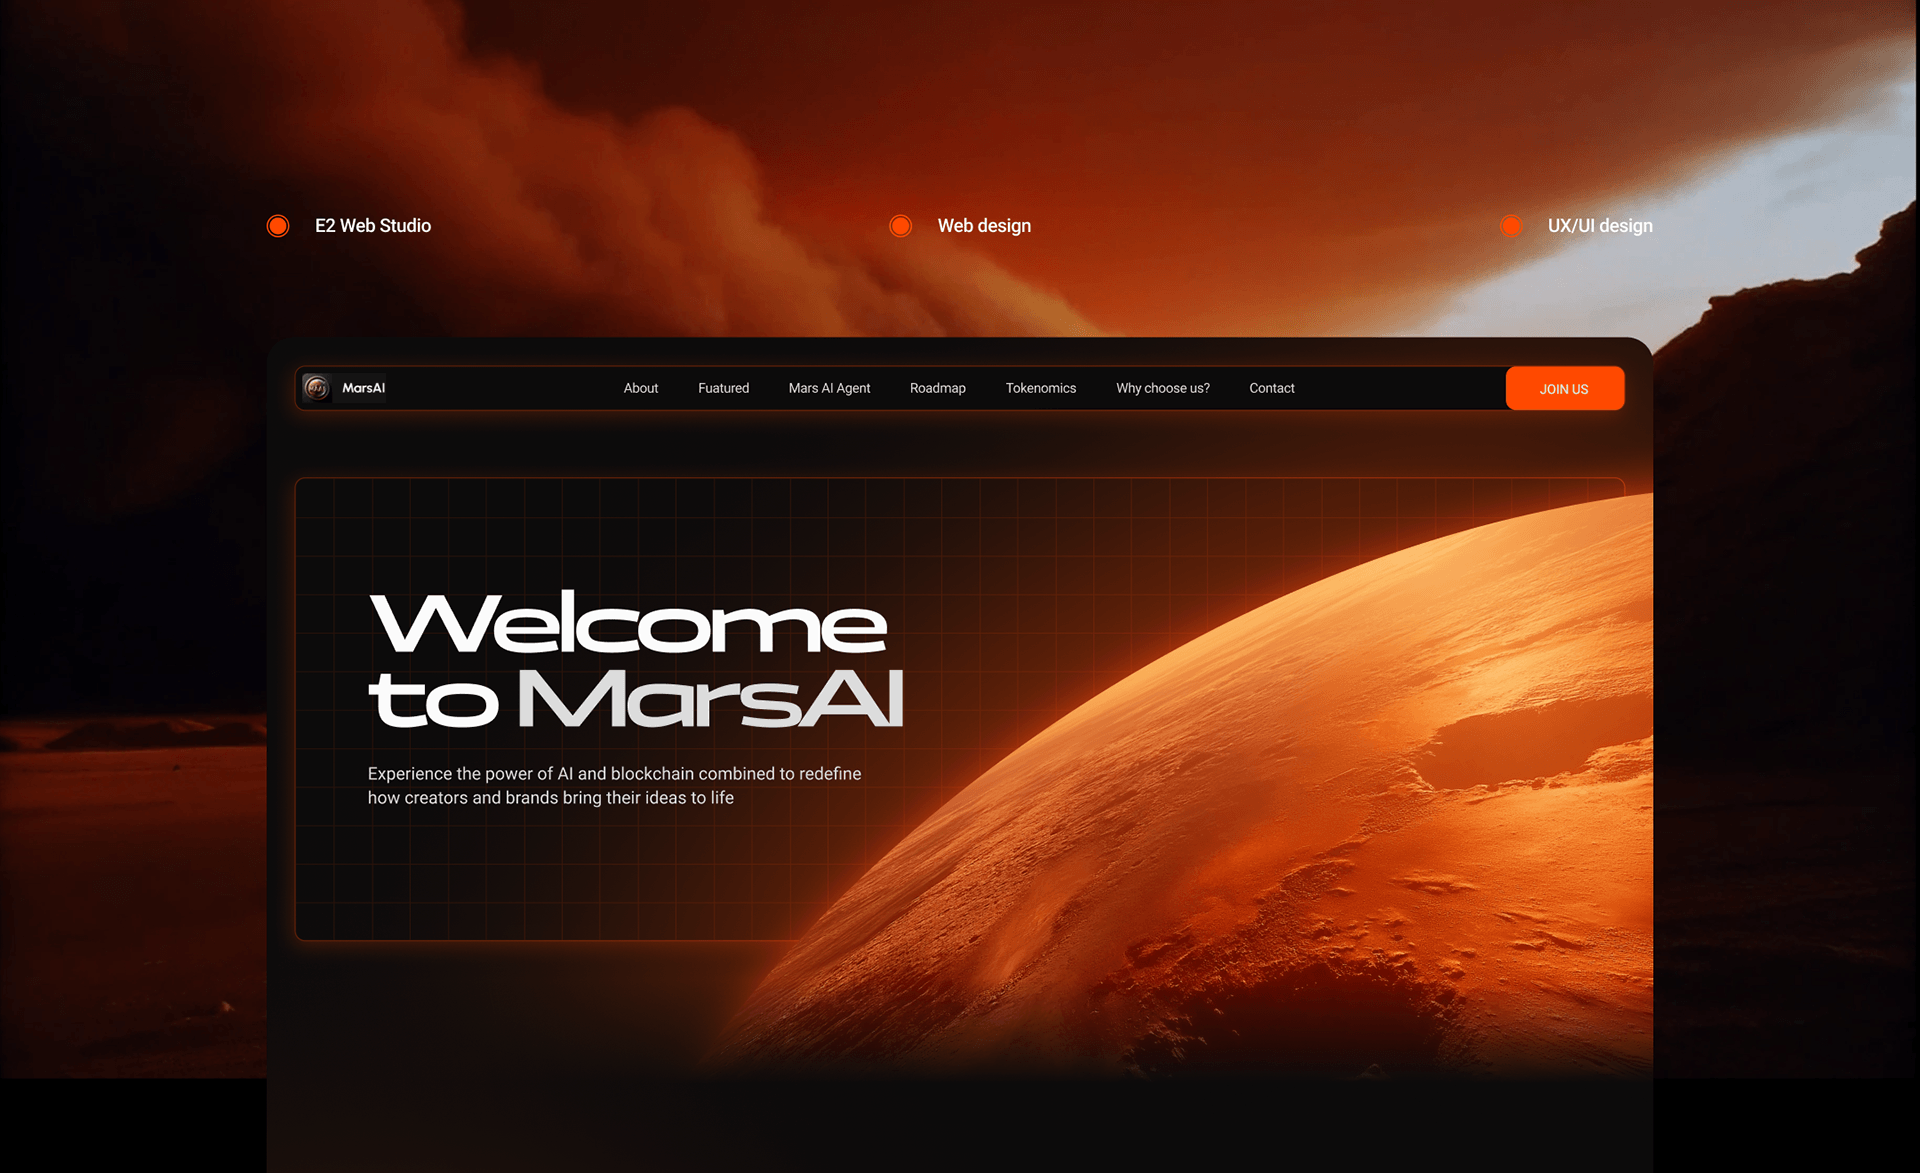 E2 Web Studio
Web design
UX/UI design
MarsAI
About
Fuatured
Mars AI Agent
Roadmap
Tokenomics
Why choose us?
Contact
JOIN US
Welcome
to MarsAI
Experience the power of AI and blockchain combined to redefine
how creators and brands bring their ideas to life